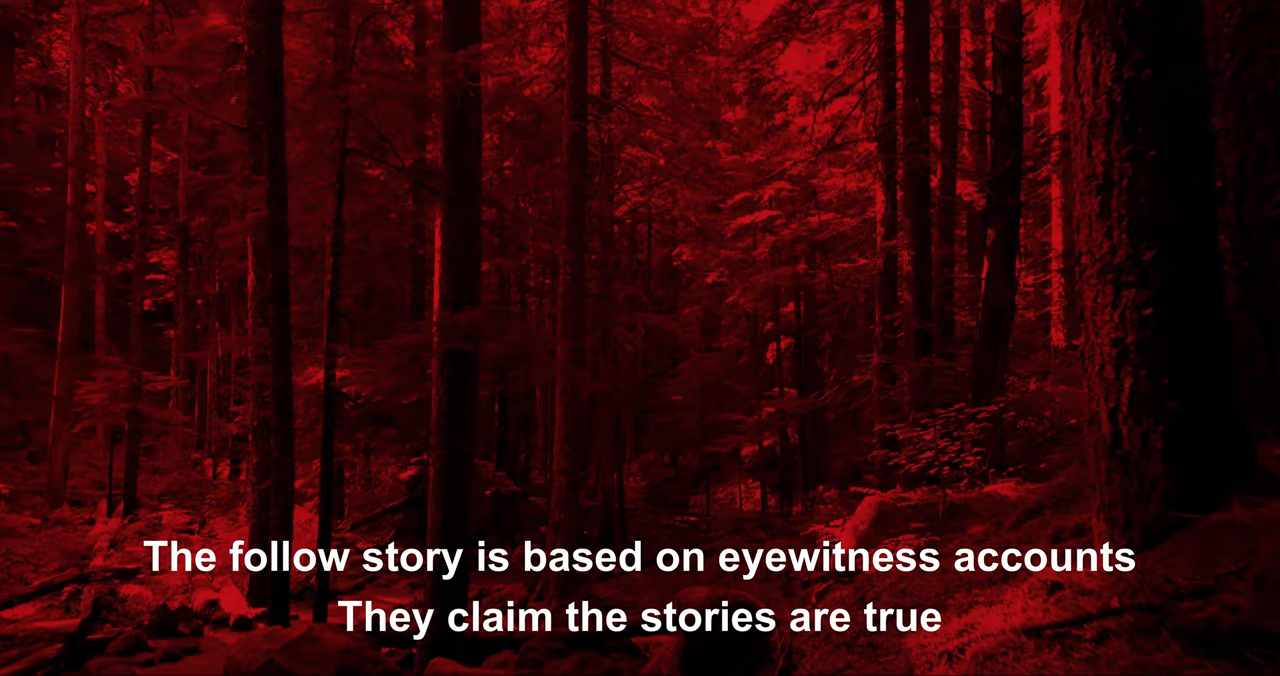 The follow story is based on eyewitness accounts
They claim the stories are true